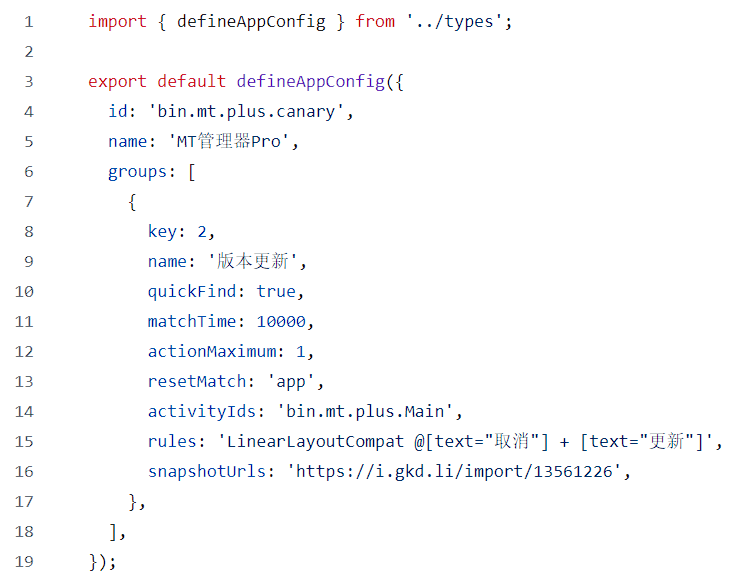 1 import { defineAppConfig } from '../types';
2
3 export default defineAppConfig({
4   id: 'bin.mt.plus.canary',
5   name: 'MT管理器Pro',
6   groups: [
7     {
8       key: 2,
9       name: '版本更新',
10       quickFind: true,
11       matchTime: 10000,
12       actionMaximum: 1,
13       resetMatch: 'app',
14       activityIds: 'bin.mt.plus.Main',
15       rules: 'LinearLayoutCompat @[text="取消"] + [text="更新"]',
16       snapshotUrls: 'https://i.gkd.li/import/13561226',
17     },
18   ],
19 });